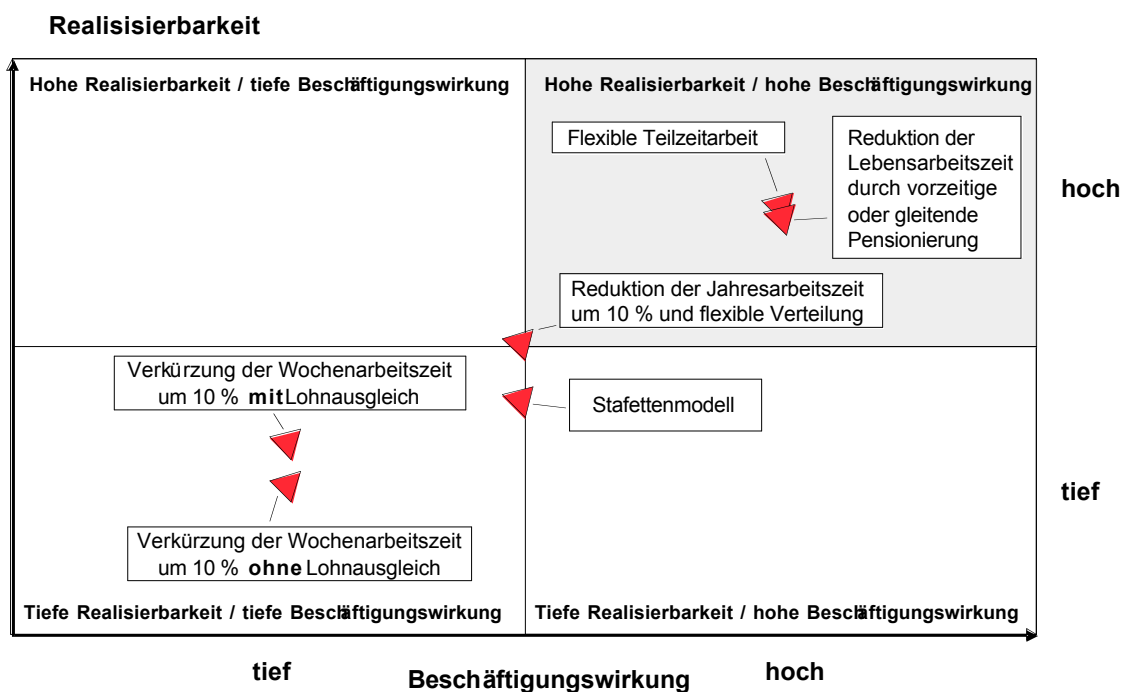 Realisisierbarkeit
Hohe Realisierbarkeit / tiefe Beschäftigungswirkung
Hohe Realisierbarkeit / hohe Beschäftigungswirkung
Flexible Teilzeitarbeit
Reduktion der
Lebensarbeitszeit
durch vorzeitige
oder gleitende
Pensionierung
hoch
Reduktion der Jahresarbeitszeit
um 10 % und flexible Verteilung
Verkürzung der Wochenarbeitszeit
um 10 % mit Lohnausgleich
Stafettenmodell
tief
Verkürzung der Wochenarbeitszeit
um 10 % ohne Lohnausgleich
Tiefe Realisierbarkeit / tiefe Beschäftigungswirkung
Tiefe Realisierbarkeit / hohe Beschäftigungswirkung
tief
Beschäftigungswirkung
hoch